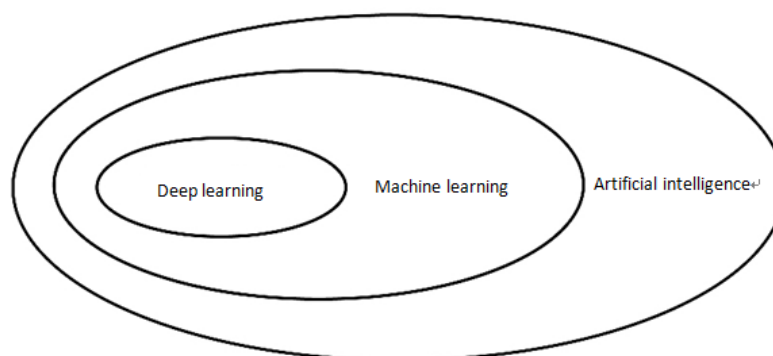 Deep learning
Machine learning
Artificial intelligence↵